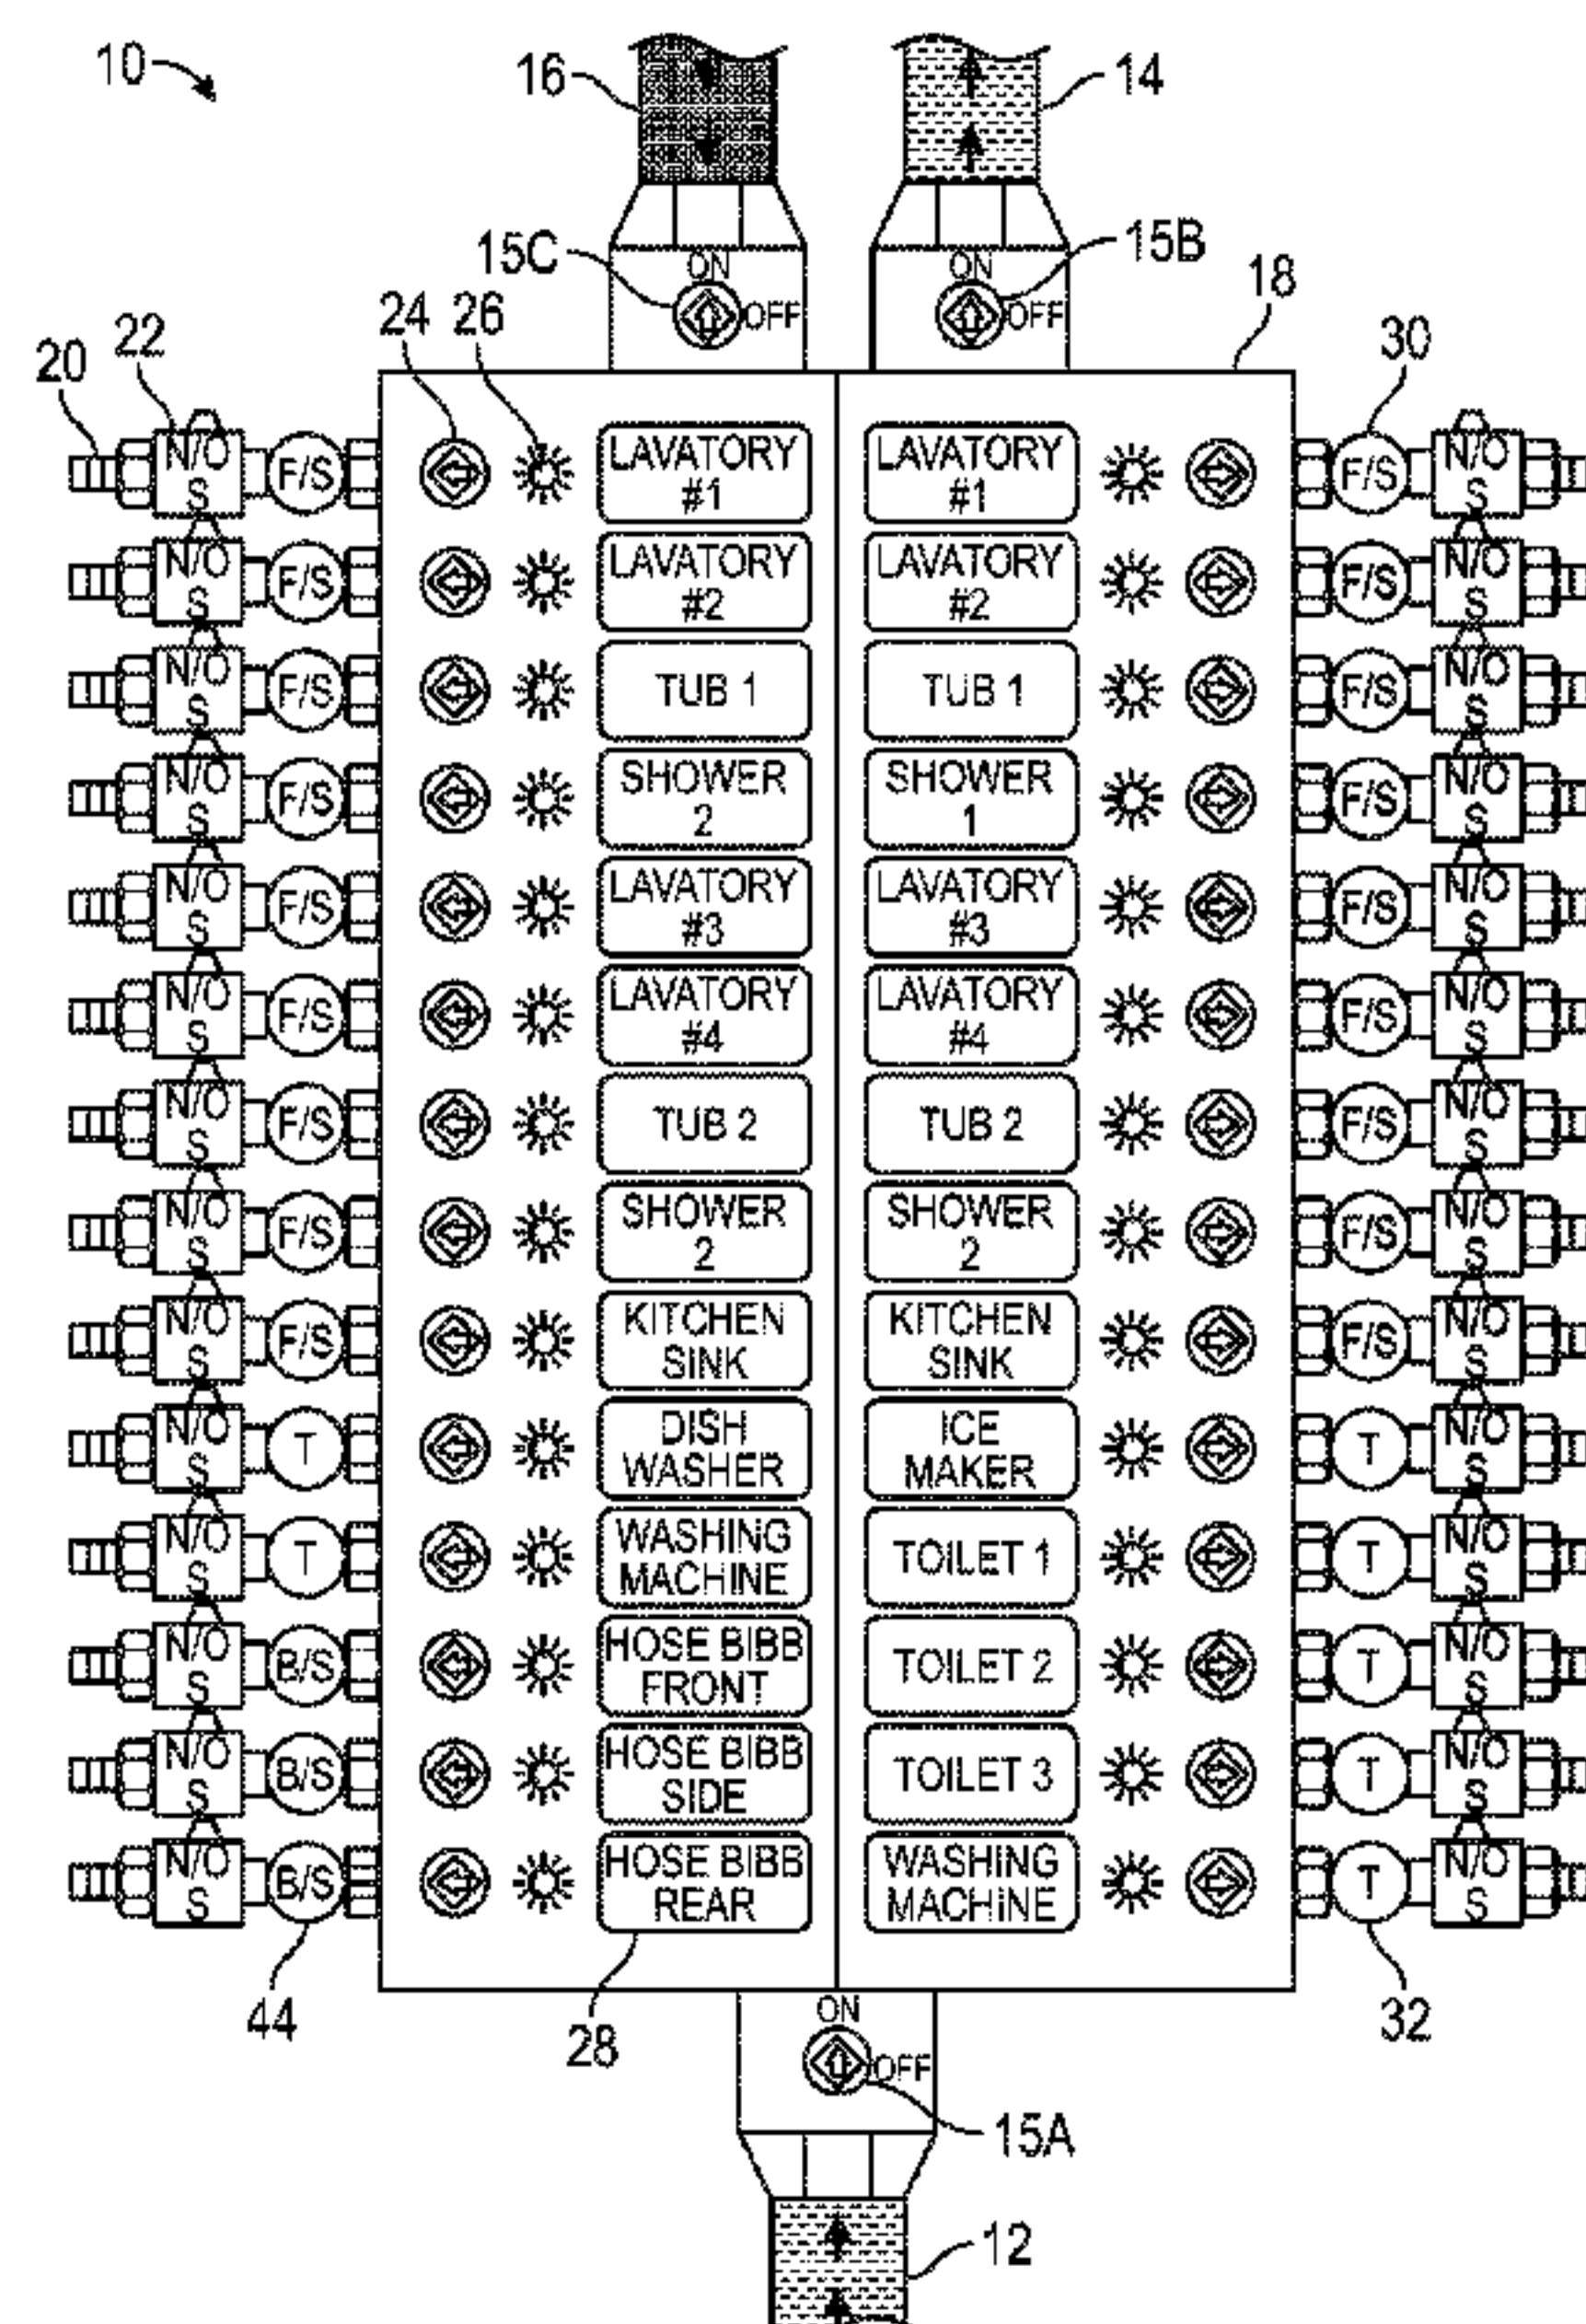 10
16
14
15C
ON
OFF
ON
OFF
15B
18
20
22
24
26
30
N/O S F/S LAVATORY #1 LAVATORY #1 F/S N/O S
N/O S F/S LAVATORY #2 LAVATORY #2 F/S N/O S
N/O S F/S TUB 1 TUB 1 F/S N/O S
N/O S F/S SHOWER 2 SHOWER 1 F/S N/O S
N/O S F/S LAVATORY #3 LAVATORY #3 F/S N/O S
N/O S F/S LAVATORY #4 LAVATORY #4 F/S N/O S
N/O S F/S TUB 2 TUB 2 F/S N/O S
N/O S F/S SHOWER 2 SHOWER 2 F/S N/O S
N/O S F/S KITCHEN SINK KITCHEN SINK F/S N/O S
N/O S T DISH WASHER ICE MAKER T N/O S
N/O S T WASHING MACHINE TOILET 1 T N/O S
N/O S B/S HOSE BIBB FRONT TOILET 2 T N/O S
N/O S B/S HOSE BIBB SIDE TOILET 3 T N/O S
N/O S B/S HOSE BIBB REAR WASHING MACHINE T N/O S
44
28
32
ON
OFF
15A
12